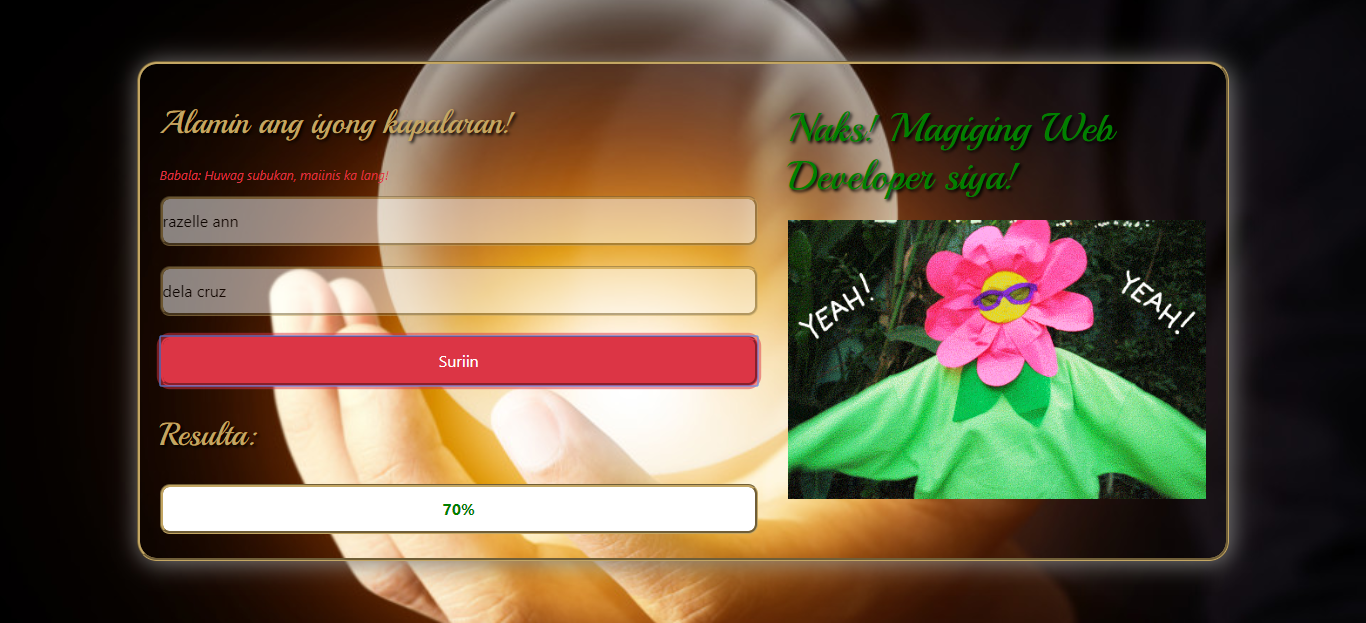 Alamin ang iyong kapalaran!
Babala: Huwag subukan, maiinis ka lang!
razelle ann
dela cruz
Suriin
Resulta:
70%
Naks! Magiging Web
Developer siya!
YEAH!
YEAH!